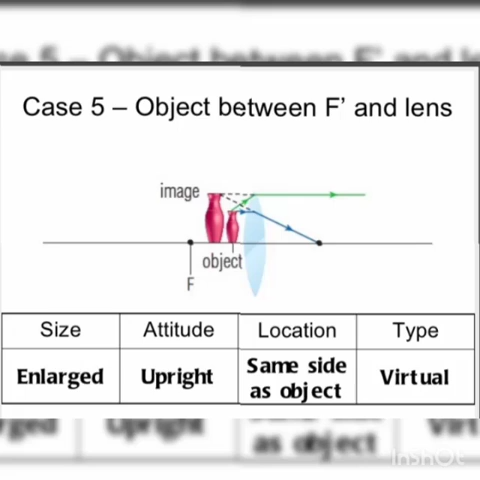 Case 5 – Object between F' and lens
image
object
F
Size Attitude Location Type
Enlarged Upright Same side as object Virtual
InShOt